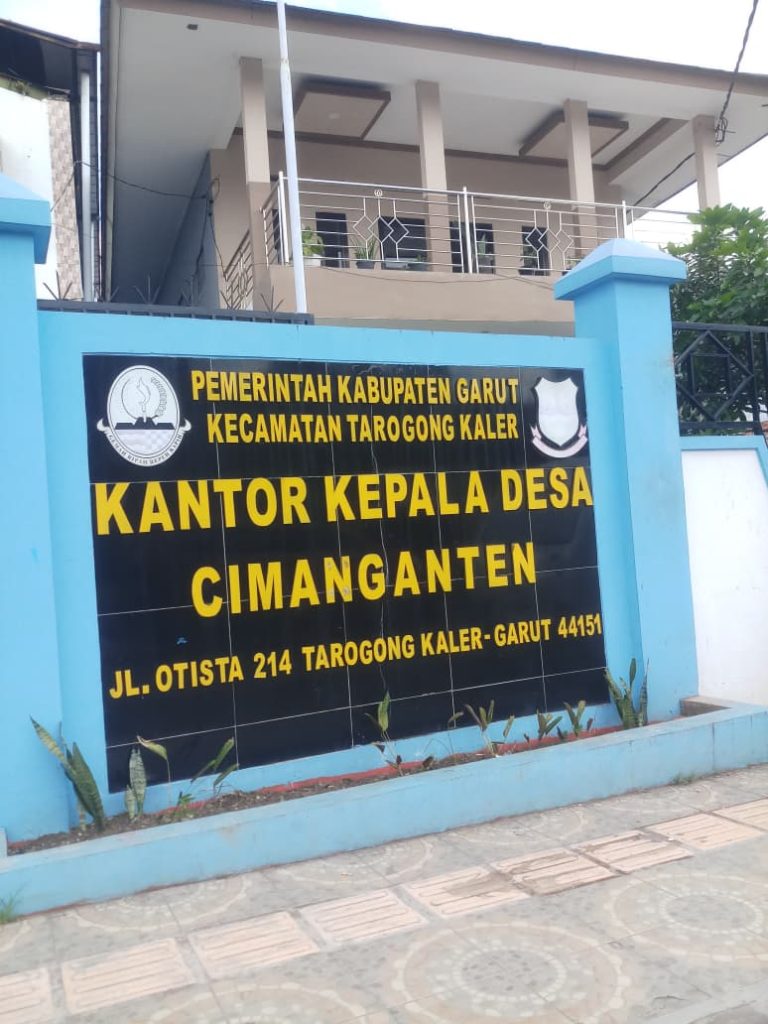 PEMERINTAH KABUPATEN GARUT
KECAMATAN TAROGONG KALER
KANTOR KEPALA DESA
CIMANGANTEN
JL. OTISTA 214 TAROGONG KALER - GARUT 44151